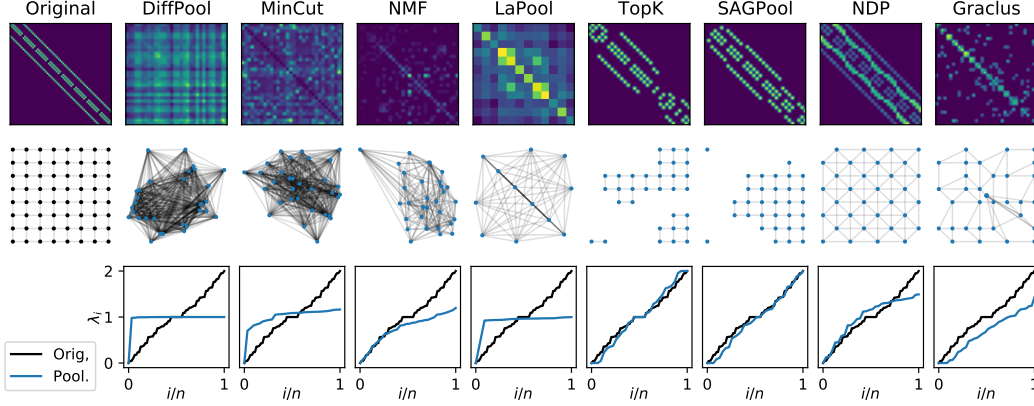 Original DiffPool MinCut NMF LaPool TopK SAGPool NDP Graclus
2
1
0
λi
Orig,
Pool.
0 1 0 1 0 1 0 1 0 1 0 1 0 1 0 1
i/n i/n i/n i/n i/n i/n i/n i/n